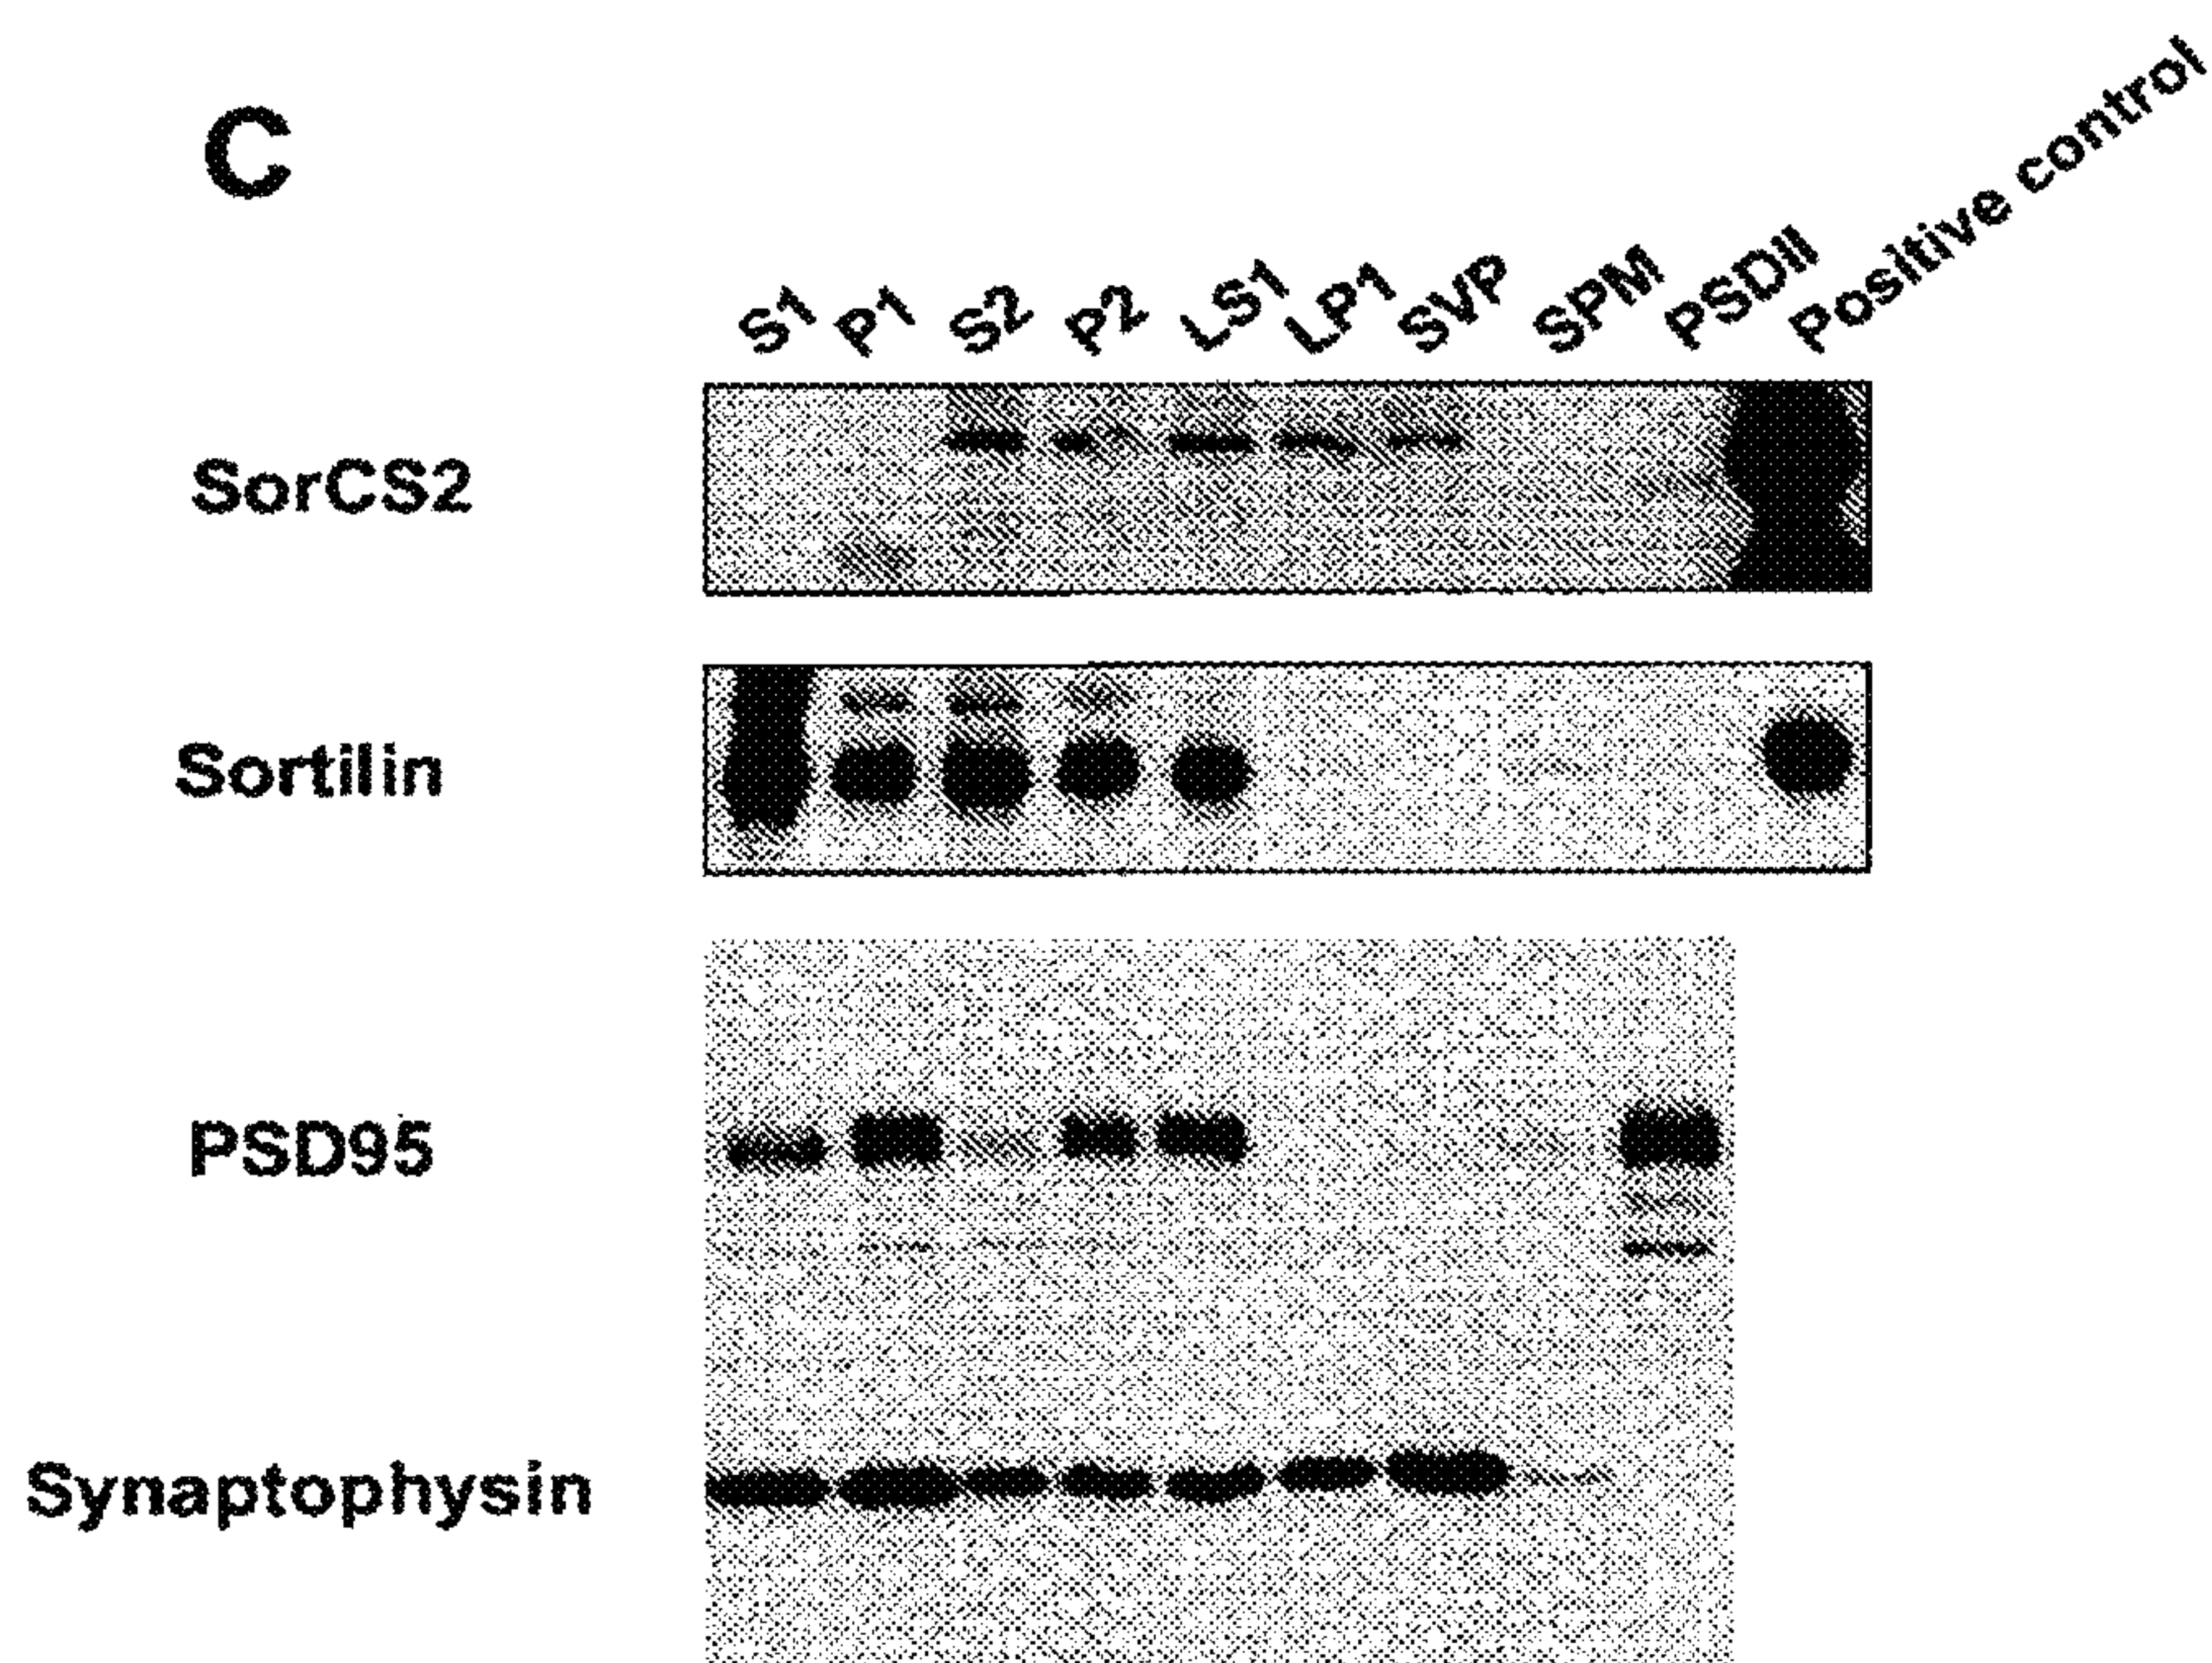 C
S1 P1 S2 P2 LS1 LP1 SVP SPM PSDII Positive control
SorCS2
Sortilin
PSD95
Synaptophysin